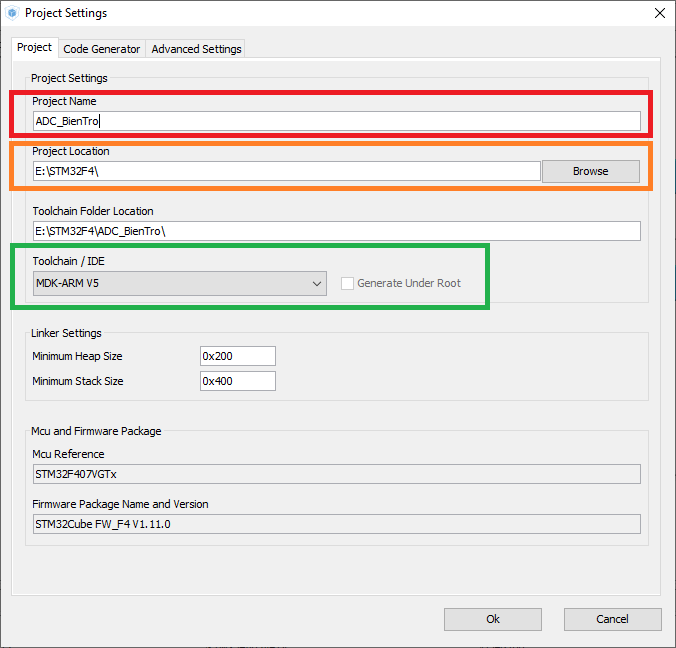 Project Settings
Project Code Generator Advanced Settings
Project Settings
Project Name
ADC_BienTro
Project Location
E:\STM32F4\ Browse
Toolchain Folder Location
E:\STM32F4\ADC_BienTro\
Toolchain / IDE
MDK-ARM V5 Generate Under Root
Linker Settings
Minimum Heap Size 0x200
Minimum Stack Size 0x400
Mcu and Firmware Package
Mcu Reference
STM32F407VGTx
Firmware Package Name and Version
STM32Cube FW_F4 V1.11.0
Ok Cancel